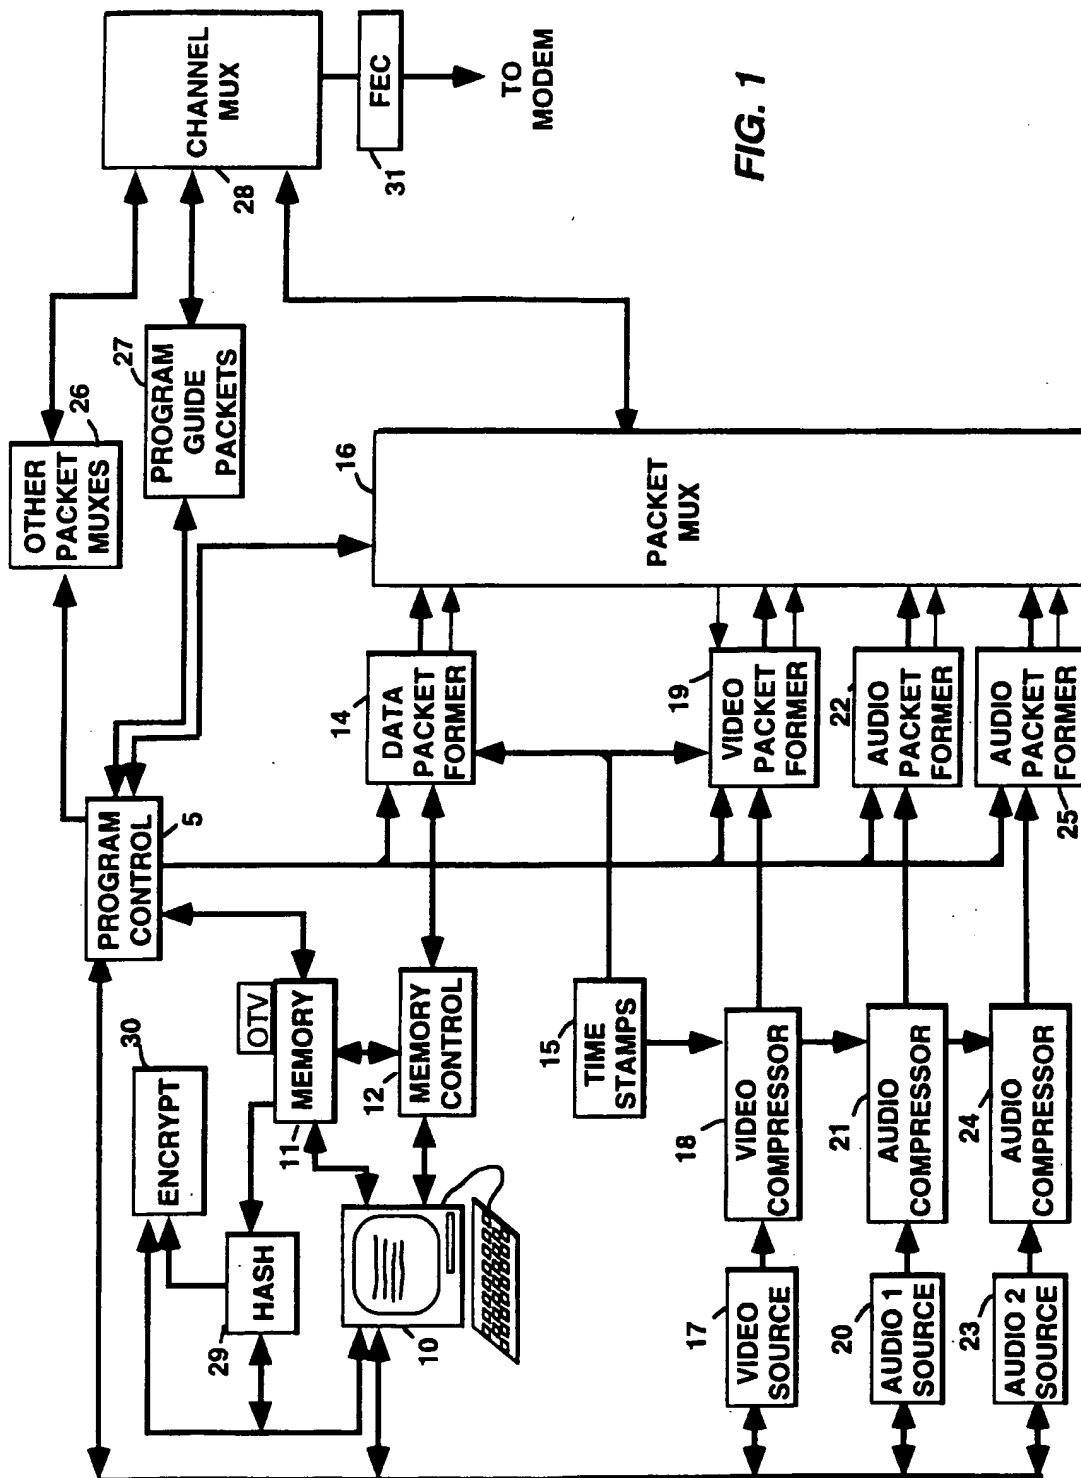 PROGRAM
CONTROL
5
OTHER
PACKET
MUXES
26
PROGRAM
GUIDE
PACKETS
27
CHANNEL
MUX
28
FEC
31
TO
MODEM
ENCRYPT
30
HASH
29
OTV
MEMORY
11
MEMORY
CONTROL
12
10
DATA
PACKET
FORMER
14
TIME
STAMPS
15
PACKET
MUX
16
VIDEO
SOURCE
17
VIDEO
COMPRESSOR
18
VIDEO
PACKET
FORMER
19
AUDIO 1
SOURCE
20
AUDIO
COMPRESSOR
21
AUDIO
PACKET
FORMER
22
AUDIO 2
SOURCE
23
AUDIO
COMPRESSOR
24
AUDIO
PACKET
FORMER
25
FIG. 1